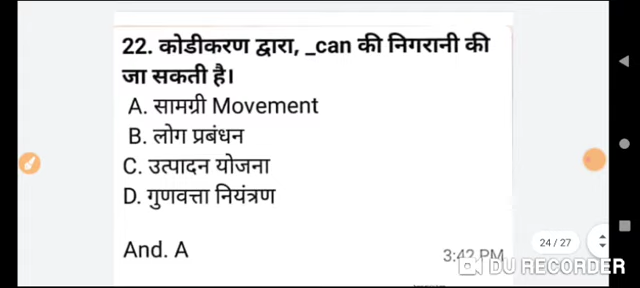 22. कोडीकरण द्वारा, _can की निगरानी की
जा सकती है।
A. सामग्री Movement
B. लोग प्रबंधन
C. उत्पादन योजना
D. गुणवत्ता नियंत्रण
And. A
3:42 PM
24 / 27
DU RECORDER